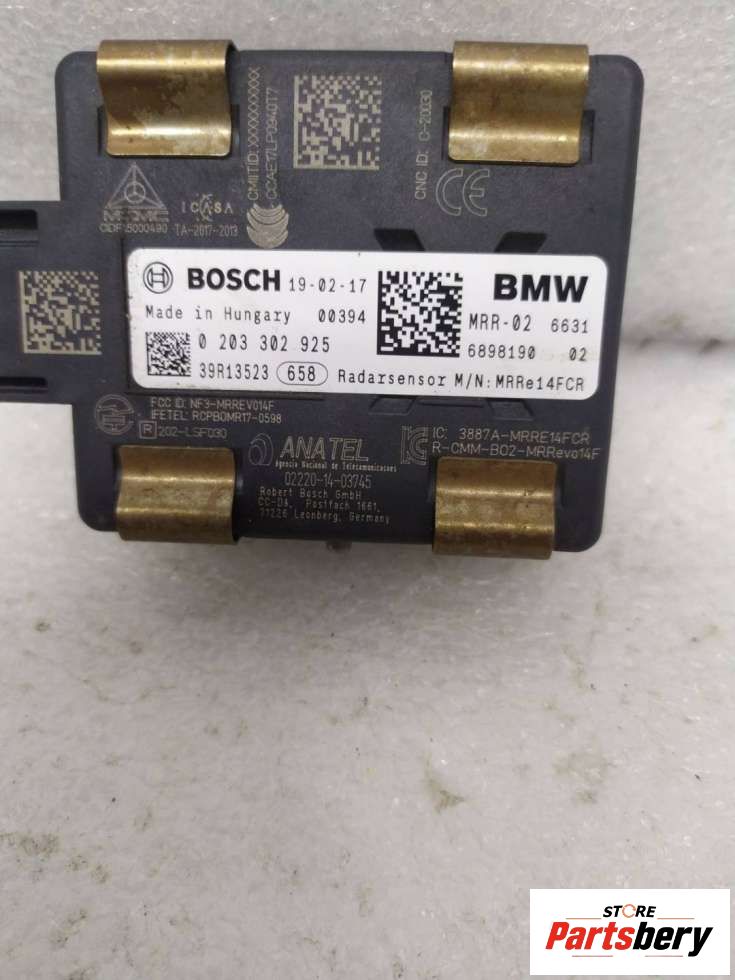 CMIIT ID: XXXXXXXXXX
CCAE17LP0940T7
CNC ID: C-20030
CE
ICASA
TA-2017-2013
CIDF15000490
BOSCH 19-02-17
BMW
Made in Hungary 00394
MRR-02 6631
0 203 302 925
6898190 02
39R13523 658 Radarsensor M/N: MRRe14FCR
FCC ID: NF3-MRREVO14F
IFETEL: RCPBOMR17-0598
R 202-LSF030
ANATEL
Agência Nacional de Telecomunicações
02220-14-03745
IC: 3887A-MRRE14FCR
R-CMM-BO2-MRRevo14F
Robert Bosch GmbH
CC-DA, Postfach 1661,
71226 Leonberg, Germany
STORE
Partsbery